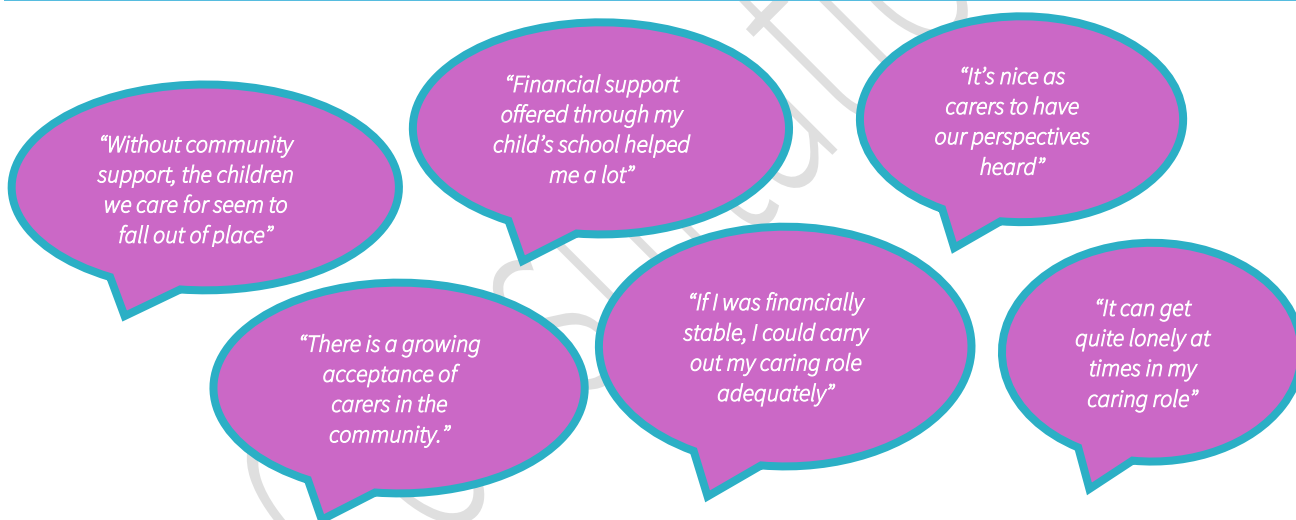 “Without community
support, the children
we care for seem to
fall out of place”
“Financial support
offered through my
child’s school helped
me a lot”
“It’s nice as
carers to have
our perspectives
heard”
“There is a growing
acceptance of
carers in the
community.”
“If I was financially
stable, I could carry
out my caring role
adequately”
“It can get
quite lonely at
times in my
caring role”